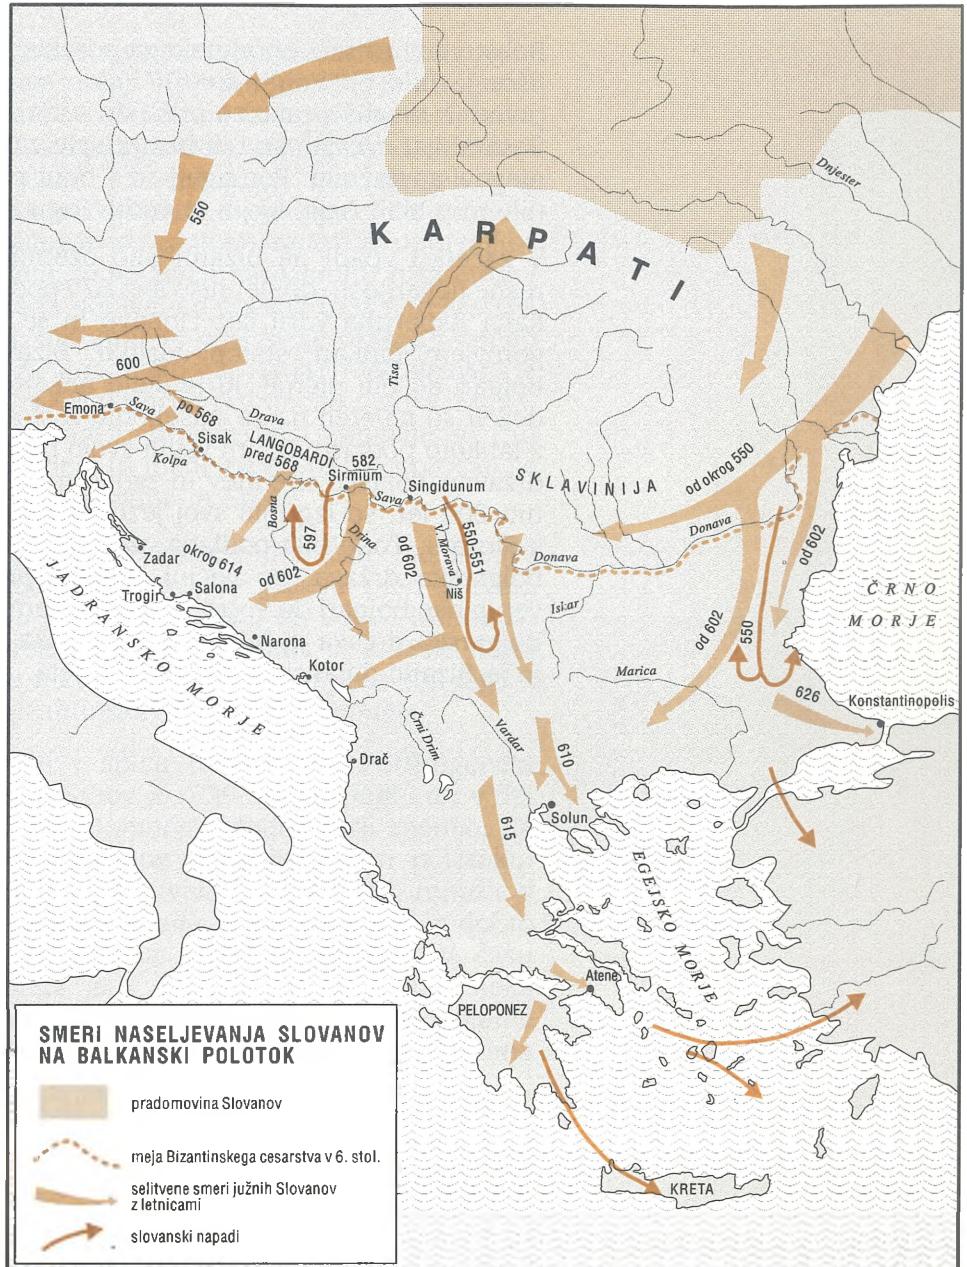 Dnjester
KARPATI
550
600
Tisa
Emona
Sava
po 568
Drava
Sisak
Kolpa
LANGOBARDI
pred 568
582
Sirmium
Sava
Singidunum
SKLAVINIJA
od okrog 550
Donava
Bosna
597
Drina
od 602
V. Morava
550-551
Niš
Donava
Iskar
od 602
od 602
550
Marica
626
Konstantinopolis
ČRNO
MORJE
Zadar
okrog 614
od 602
Trogir
Salona
Narona
Kotor
JADRANSKO MORJE
Črni Drim
Vardar
610
Drač
Solun
615
EGEJSKO MORJE
Atene
PELOPONEZ
KRETA
SMERI NASELJEVANJA SLOVANOV
NA BALKANSKI POLOTOK
pradomovina Slovanov
meja Bizantinskega cesarstva v 6. stol.
selitvene smeri južnih Slovanov
z letnicami
slovanski napadi